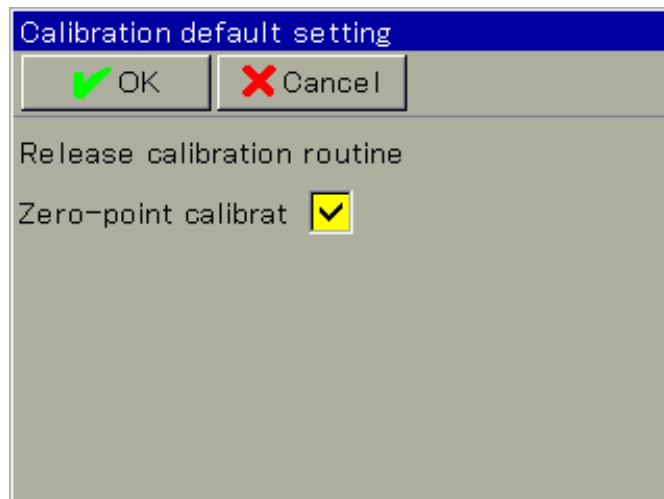 Calibration default setting
OK Cancel
Release calibration routine
Zero-point calibrat